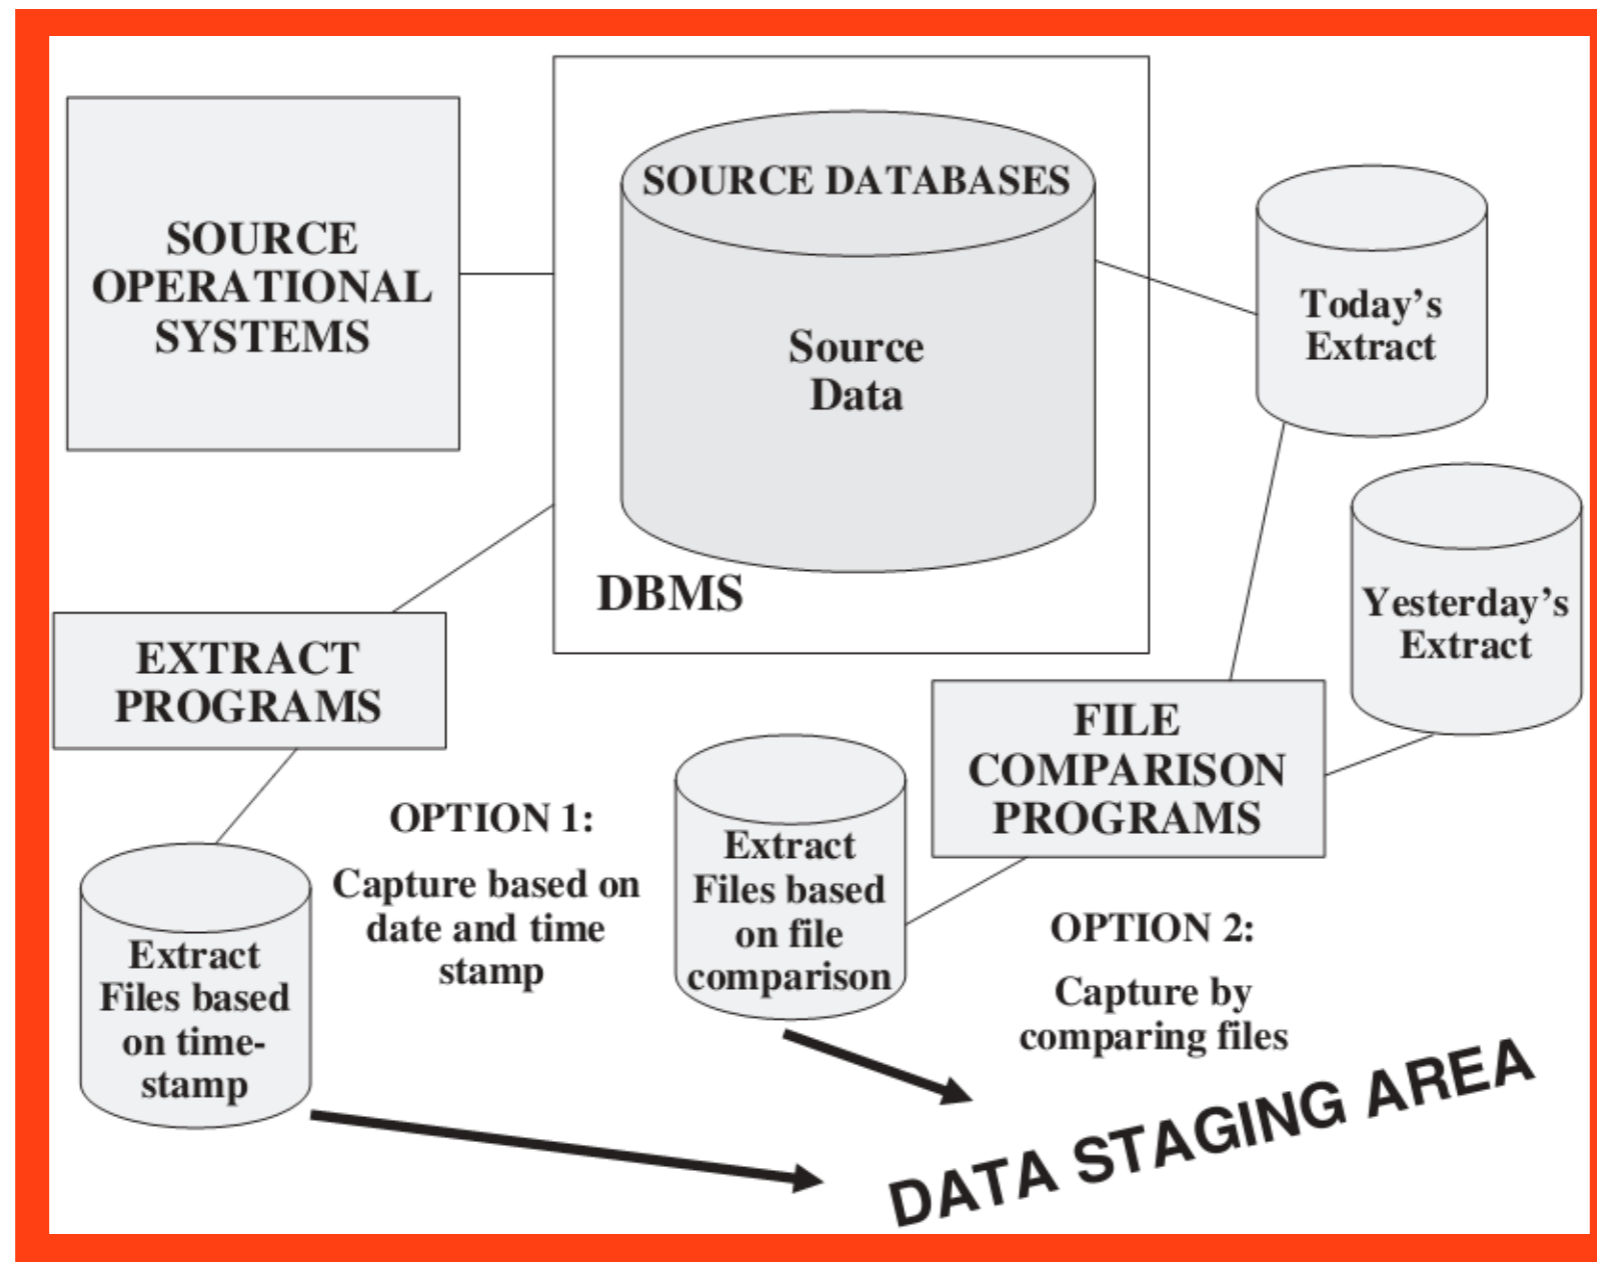 SOURCE
OPERATIONAL
SYSTEMS
SOURCE DATABASES
Source
Data
DBMS
Today's
Extract
Yesterday's
Extract
EXTRACT
PROGRAMS
FILE
COMPARISON
PROGRAMS
OPTION 1:
Capture based on
date and time
stamp
Extract
Files based
on file
comparison
OPTION 2:
Capture by
comparing files
Extract
Files based
on time-
stamp
DATA STAGING AREA